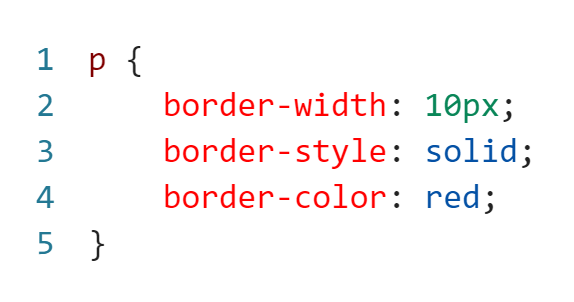 1 p {
2     border-width: 10px;
3     border-style: solid;
4     border-color: red;
5 }